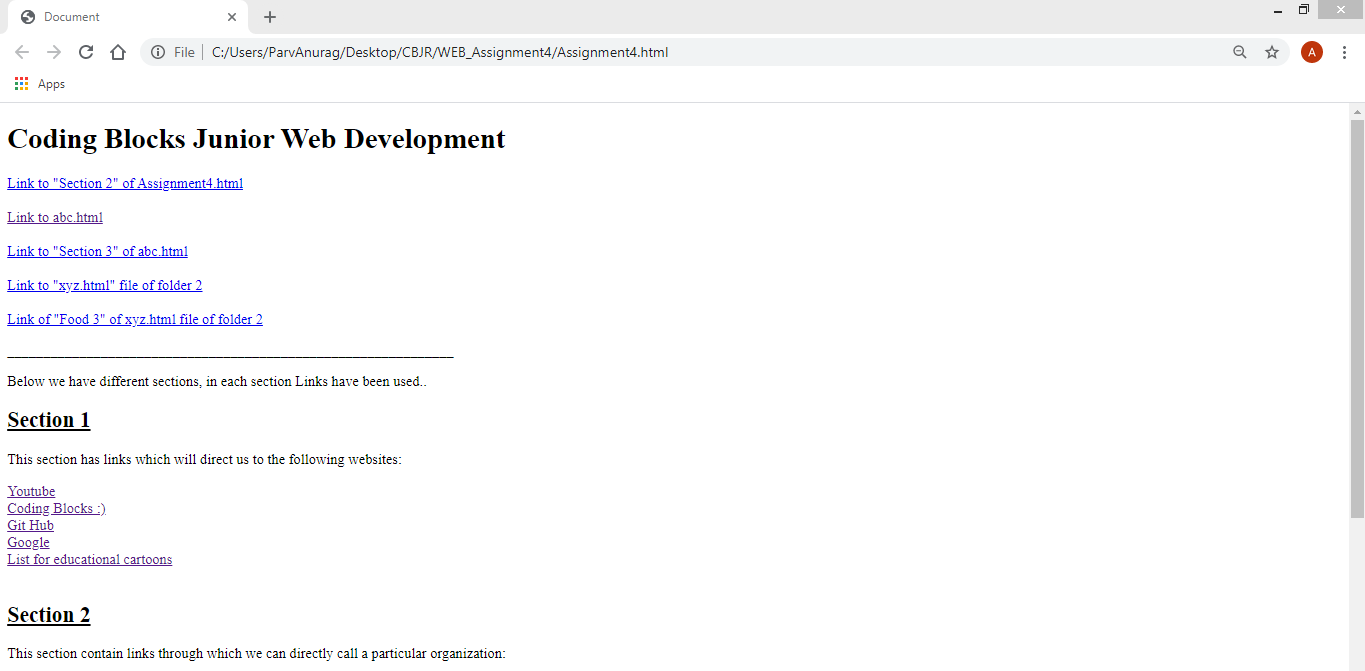 Document
File
C:/Users/ParvAnurag/Desktop/CBJR/WEB_Assignment4/Assignment4.html
A
Apps
Coding Blocks Junior Web Development
Link to "Section 2" of Assignment4.html
Link to abc.html
Link to "Section 3" of abc.html
Link to "xyz.html" file of folder 2
Link of "Food 3" of xyz.html file of folder 2
________________________________________________________________
Below we have different sections, in each section Links have been used..
Section 1
This section has links which will direct us to the following websites:
Youtube
Coding Blocks :)
Git Hub
Google
List for educational cartoons
Section 2
This section contain links through which we can directly call a particular organization: